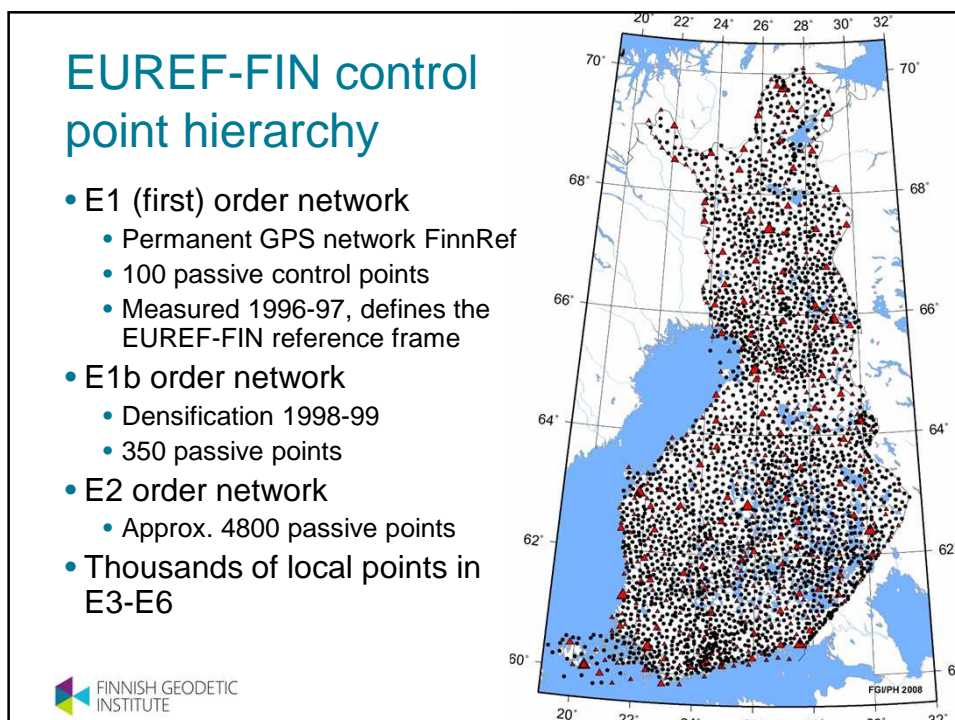 EUREF-FIN control
point hierarchy
• E1 (first) order network
• Permanent GPS network FinnRef
• 100 passive control points
• Measured 1996-97, defines the
EUREF-FIN reference frame
• E1b order network
• Densification 1998-99
• 350 passive points
• E2 order network
• Approx. 4800 passive points
• Thousands of local points in
E3-E6
FINNISH GEODETIC
INSTITUTE
20° 22° 24° 26° 28° 30° 32°
70° 70°
68° 68°
66° 66°
64° 64°
62° 62°
60°
FGI/PH 2008
20° 22° 32°